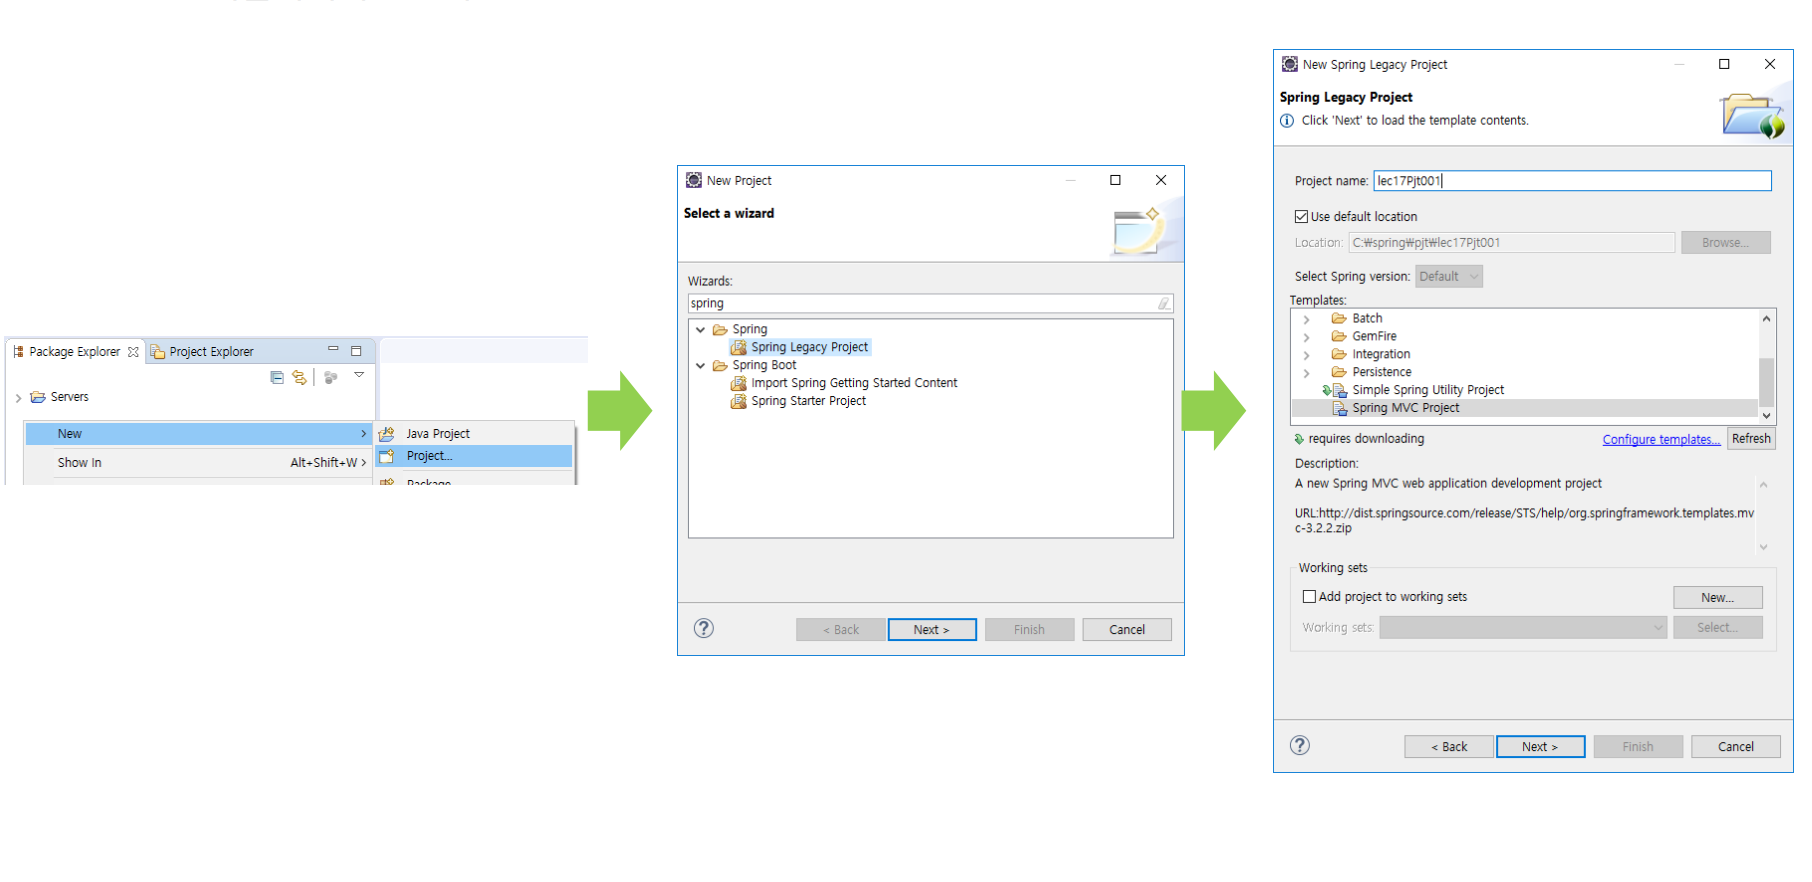 Package Explorer
Project Explorer
Servers
New
Show In Alt+Shift+W >
Java Project
Project...
Package
New Project
Select a wizard
Wizards:
spring
Spring
Spring Legacy Project
Spring Boot
Import Spring Getting Started Content
Spring Starter Project
< Back
Next >
Finish
Cancel
New Spring Legacy Project
Spring Legacy Project
Click 'Next' to load the template contents.
Project name: lec17Pjt001
Use default location
Location: C:₩spring₩pjt₩lec17Pjt001 Browse...
Select Spring version: Default
Templates:
Batch
GemFire
Integration
Persistence
Simple Spring Utility Project
Spring MVC Project
requires downloading Configure templates... Refresh
Description:
A new Spring MVC web application development project
URL:http://dist.springsource.com/release/STS/help/org.springframework.templates.mv
c-3.2.2.zip
Working sets
Add project to working sets New...
Working sets: Select...
< Back
Next >
Finish
Cancel